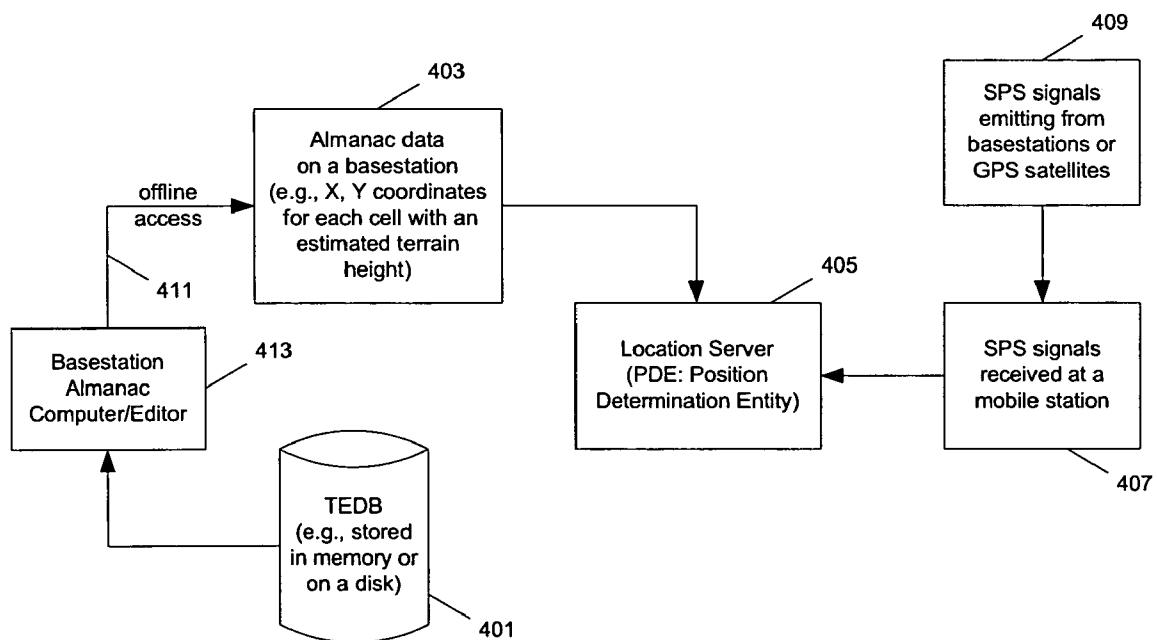 409
SPS signals
emitting from
basestations or
GPS satellites
403
Almanac data
on a basestation
(e.g., X, Y coordinates
for each cell with an
estimated terrain
height)
offline
access
411
405
Location Server
(PDE: Position
Determination Entity)
SPS signals
received at a
mobile station
407
413
Basestation
Almanac
Computer/Editor
TEDB
(e.g., stored
in memory or
on a disk)
401